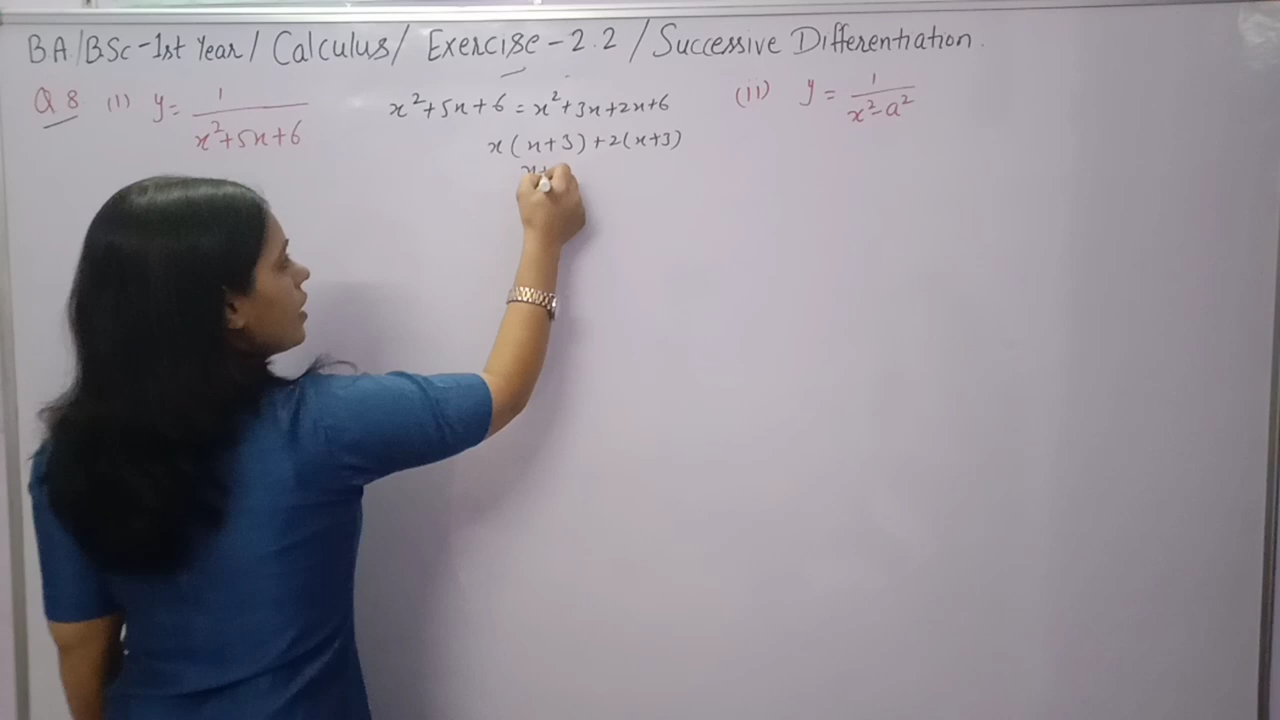 BA/BSc-1st Year / Calculus / Exercise-2.2 / Successive Differentiation.
Q8 (i) y = 1/(x²+5x+6)
x²+5x+6 = x²+3x+2x+6
x(x+3)+2(x+3)
x+
(ii) y = 1/(x²-a²)